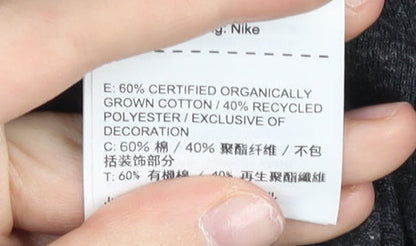 g: Nike
E: 60% CERTIFIED ORGANICALLY
GROWN COTTON / 40% RECYCLED
POLYESTER / EXCLUSIVE OF
DECORATION
C: 60% 棉 / 40% 聚酯纤维 / 不包
括装饰部分
T: 60% 有機棉 / 40% 再生聚酯纖維